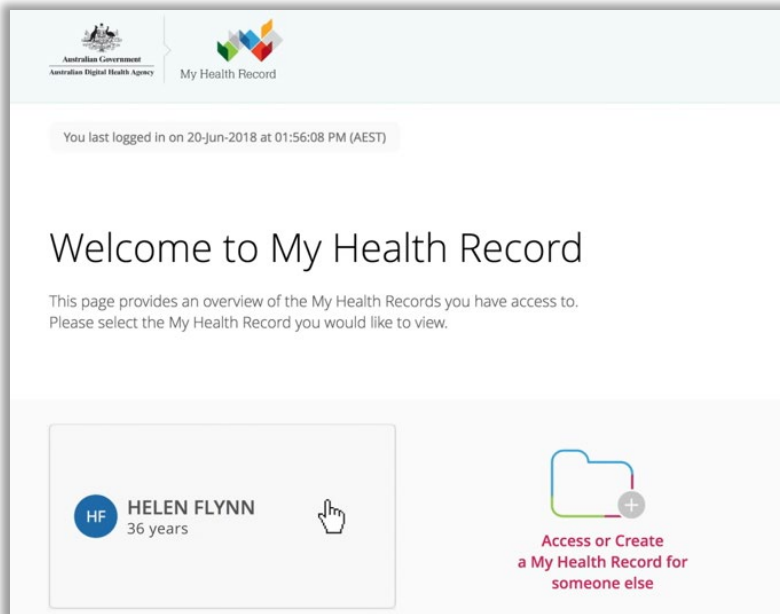 Australian Government
Australian Digital Health Agency
My Health Record
You last logged in on 20-Jun-2018 at 01:56:08 PM (AEST)
Welcome to My Health Record
This page provides an overview of the My Health Records you have access to.
Please select the My Health Record you would like to view.
HF
HELEN FLYNN
36 years
Access or Create
a My Health Record for
someone else